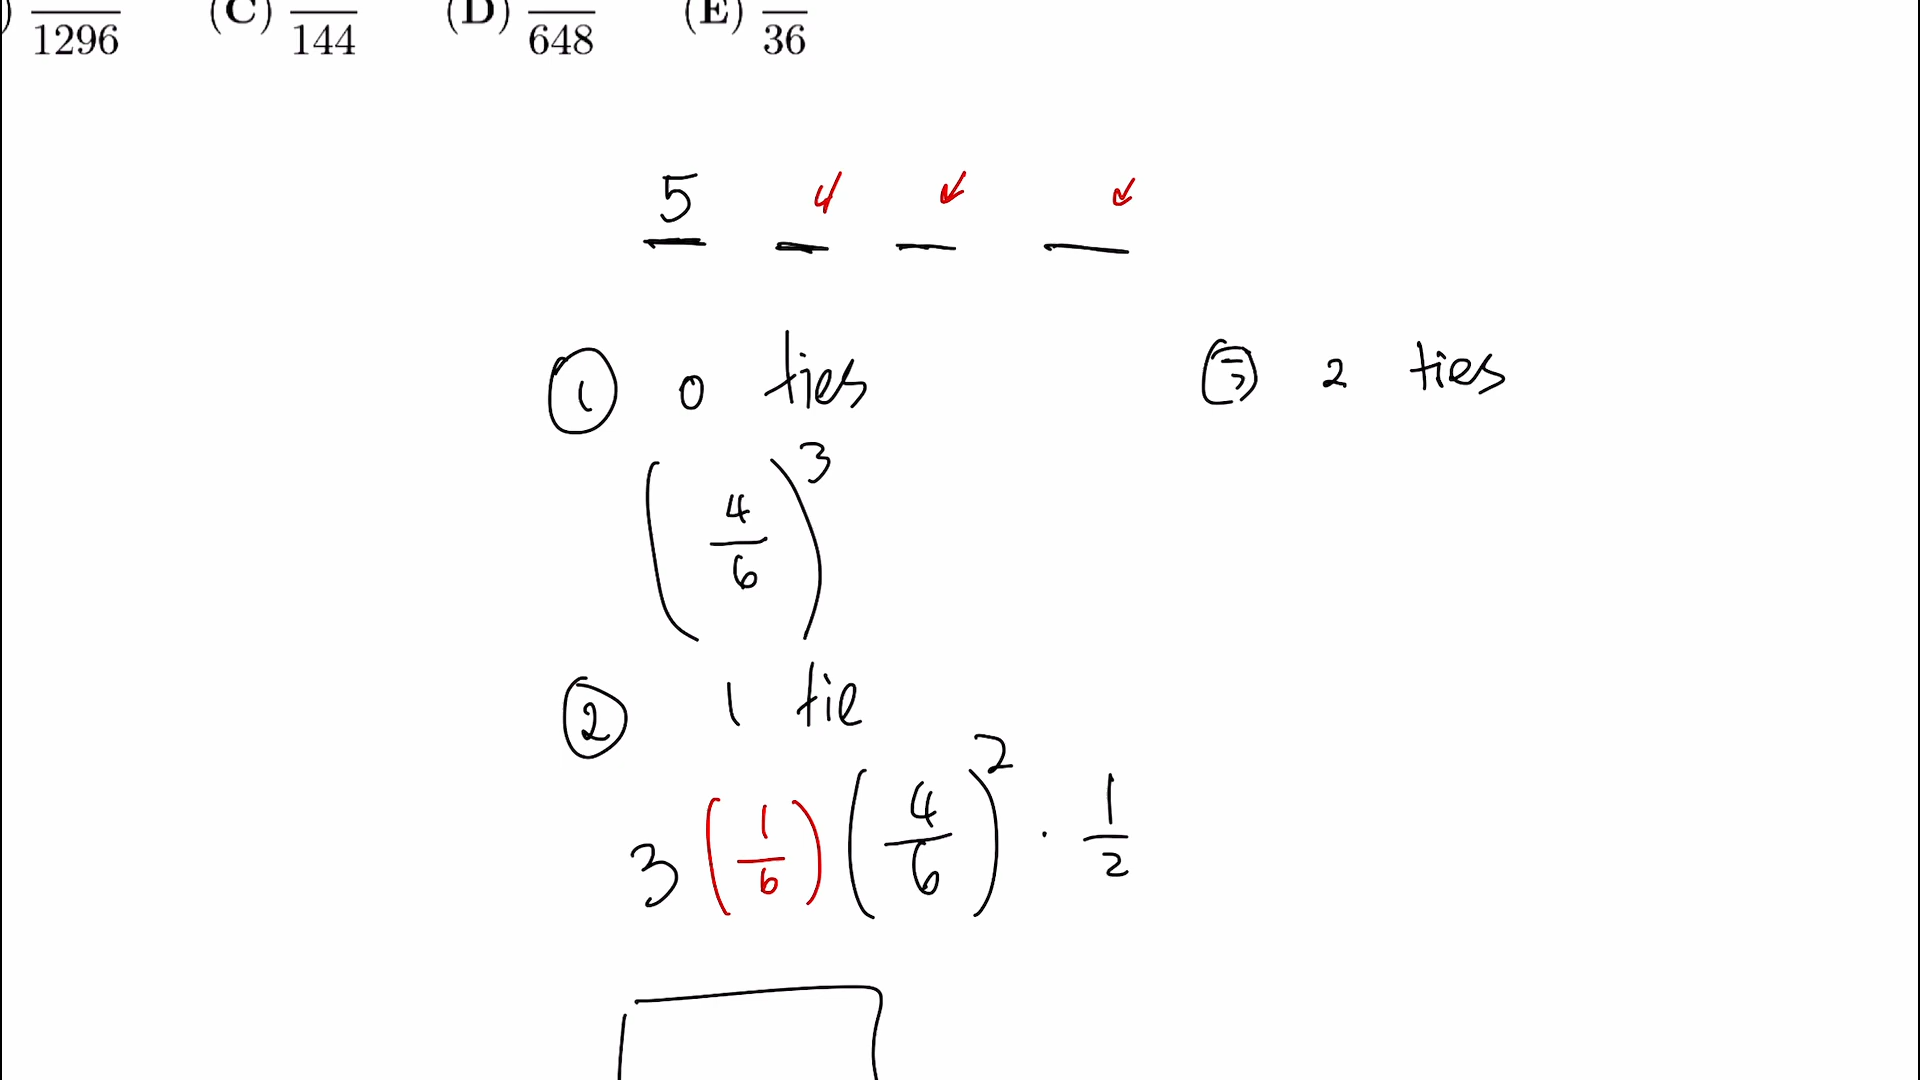 ) 1296 (C) 144 (D) 648 (E) 36
5 4
① 0 ties
③ 2 ties
(4/6)^3
② 1 tie
3 (1/6) (4/6)^2 · 1/2